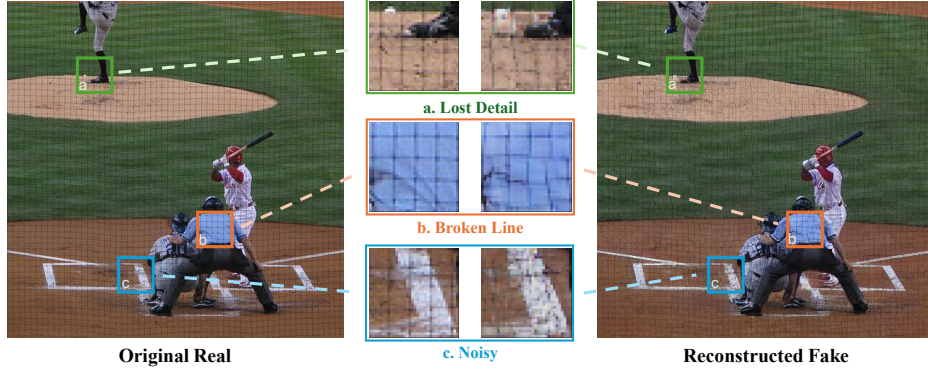 a
a. Lost Detail
a
b
b. Broken Line
b
c
c. Noisy
c
Original Real
Reconstructed Fake